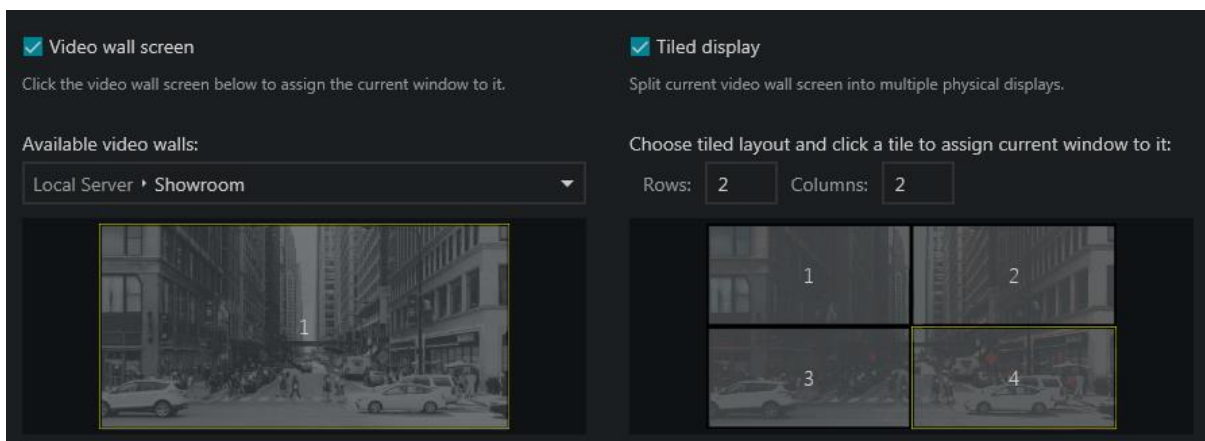 Video wall screen
Click the video wall screen below to assign the current window to it.
Available video walls:
Local Server ‣ Showroom
1
Tiled display
Split current video wall screen into multiple physical displays.
Choose tiled layout and click a tile to assign current window to it:
Rows: 2 Columns: 2
1 2
3 4